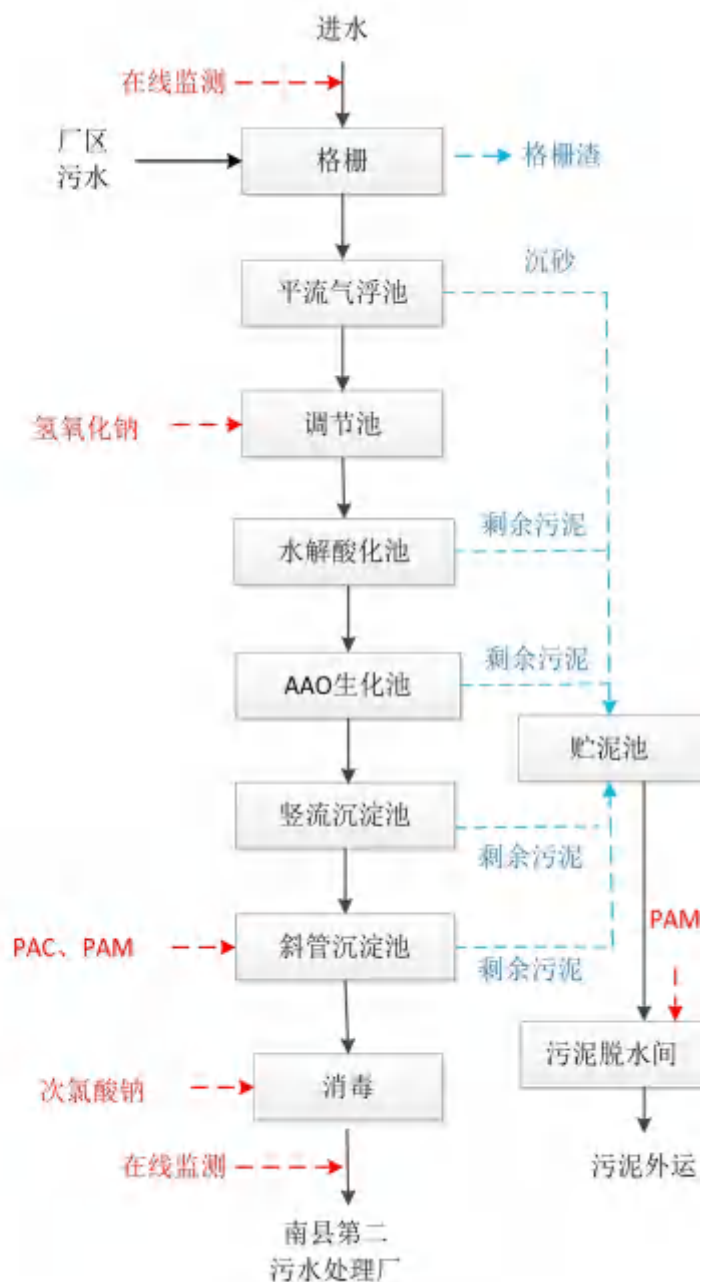 进水
在线监测
厂区
污水
格栅
格栅渣
沉砂
平流气浮池
氢氧化钠
调节池
水解酸化池
剩余污泥
AAO生化池
剩余污泥
贮泥池
竖流沉淀池
剩余污泥
PAM
PAC、PAM
斜管沉淀池
剩余污泥
污泥脱水间
次氯酸钠
消毒
在线监测
污泥外运
南县第二
污水处理厂